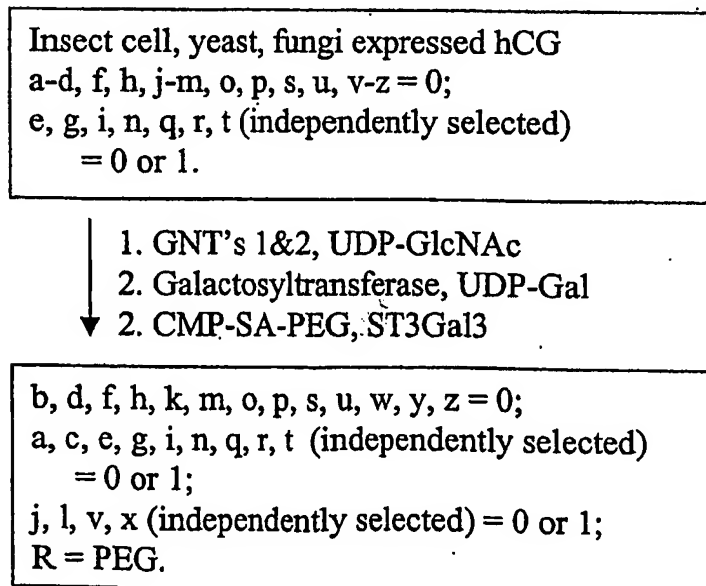 Insect cell, yeast, fungi expressed hCG
a-d, f, h, j-m, o, p, s, u, v-z = 0;
e, g, i, n, q, r, t (independently selected)
= 0 or 1.
1. GNT's 1&2, UDP-GlcNAc
2. Galactosyltransferase, UDP-Gal
2. CMP-SA-PEG, ST3Gal3
b, d, f, h, k, m, o, p, s, u, w, y, z = 0;
a, c, e, g, i, n, q, r, t (independently selected)
= 0 or 1;
j, l, v, x (independently selected) = 0 or 1;
R = PEG.